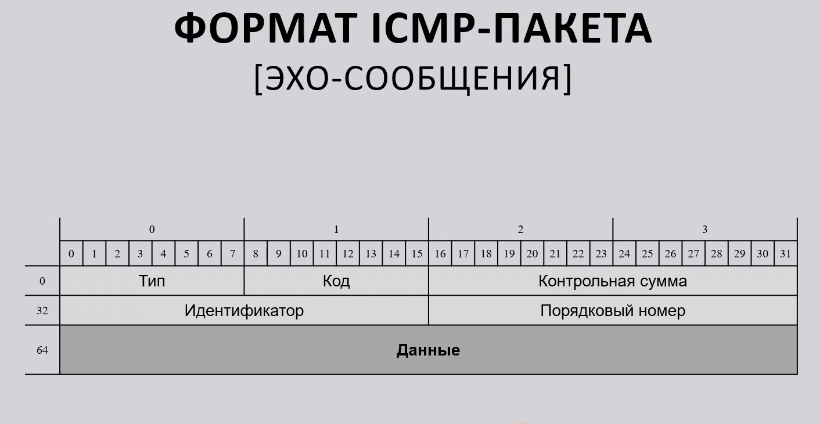 ФОРМАТ ICMP-ПАКЕТА
[ЭХО-СООБЩЕНИЯ]
0 1 2 3
0 1 2 3 4 5 6 7 8 9 10 11 12 13 14 15 16 17 18 19 20 21 22 23 24 25 26 27 28 29 30 31
0 Тип Код Контрольная сумма
32 Идентификатор Порядковый номер
64 Данные